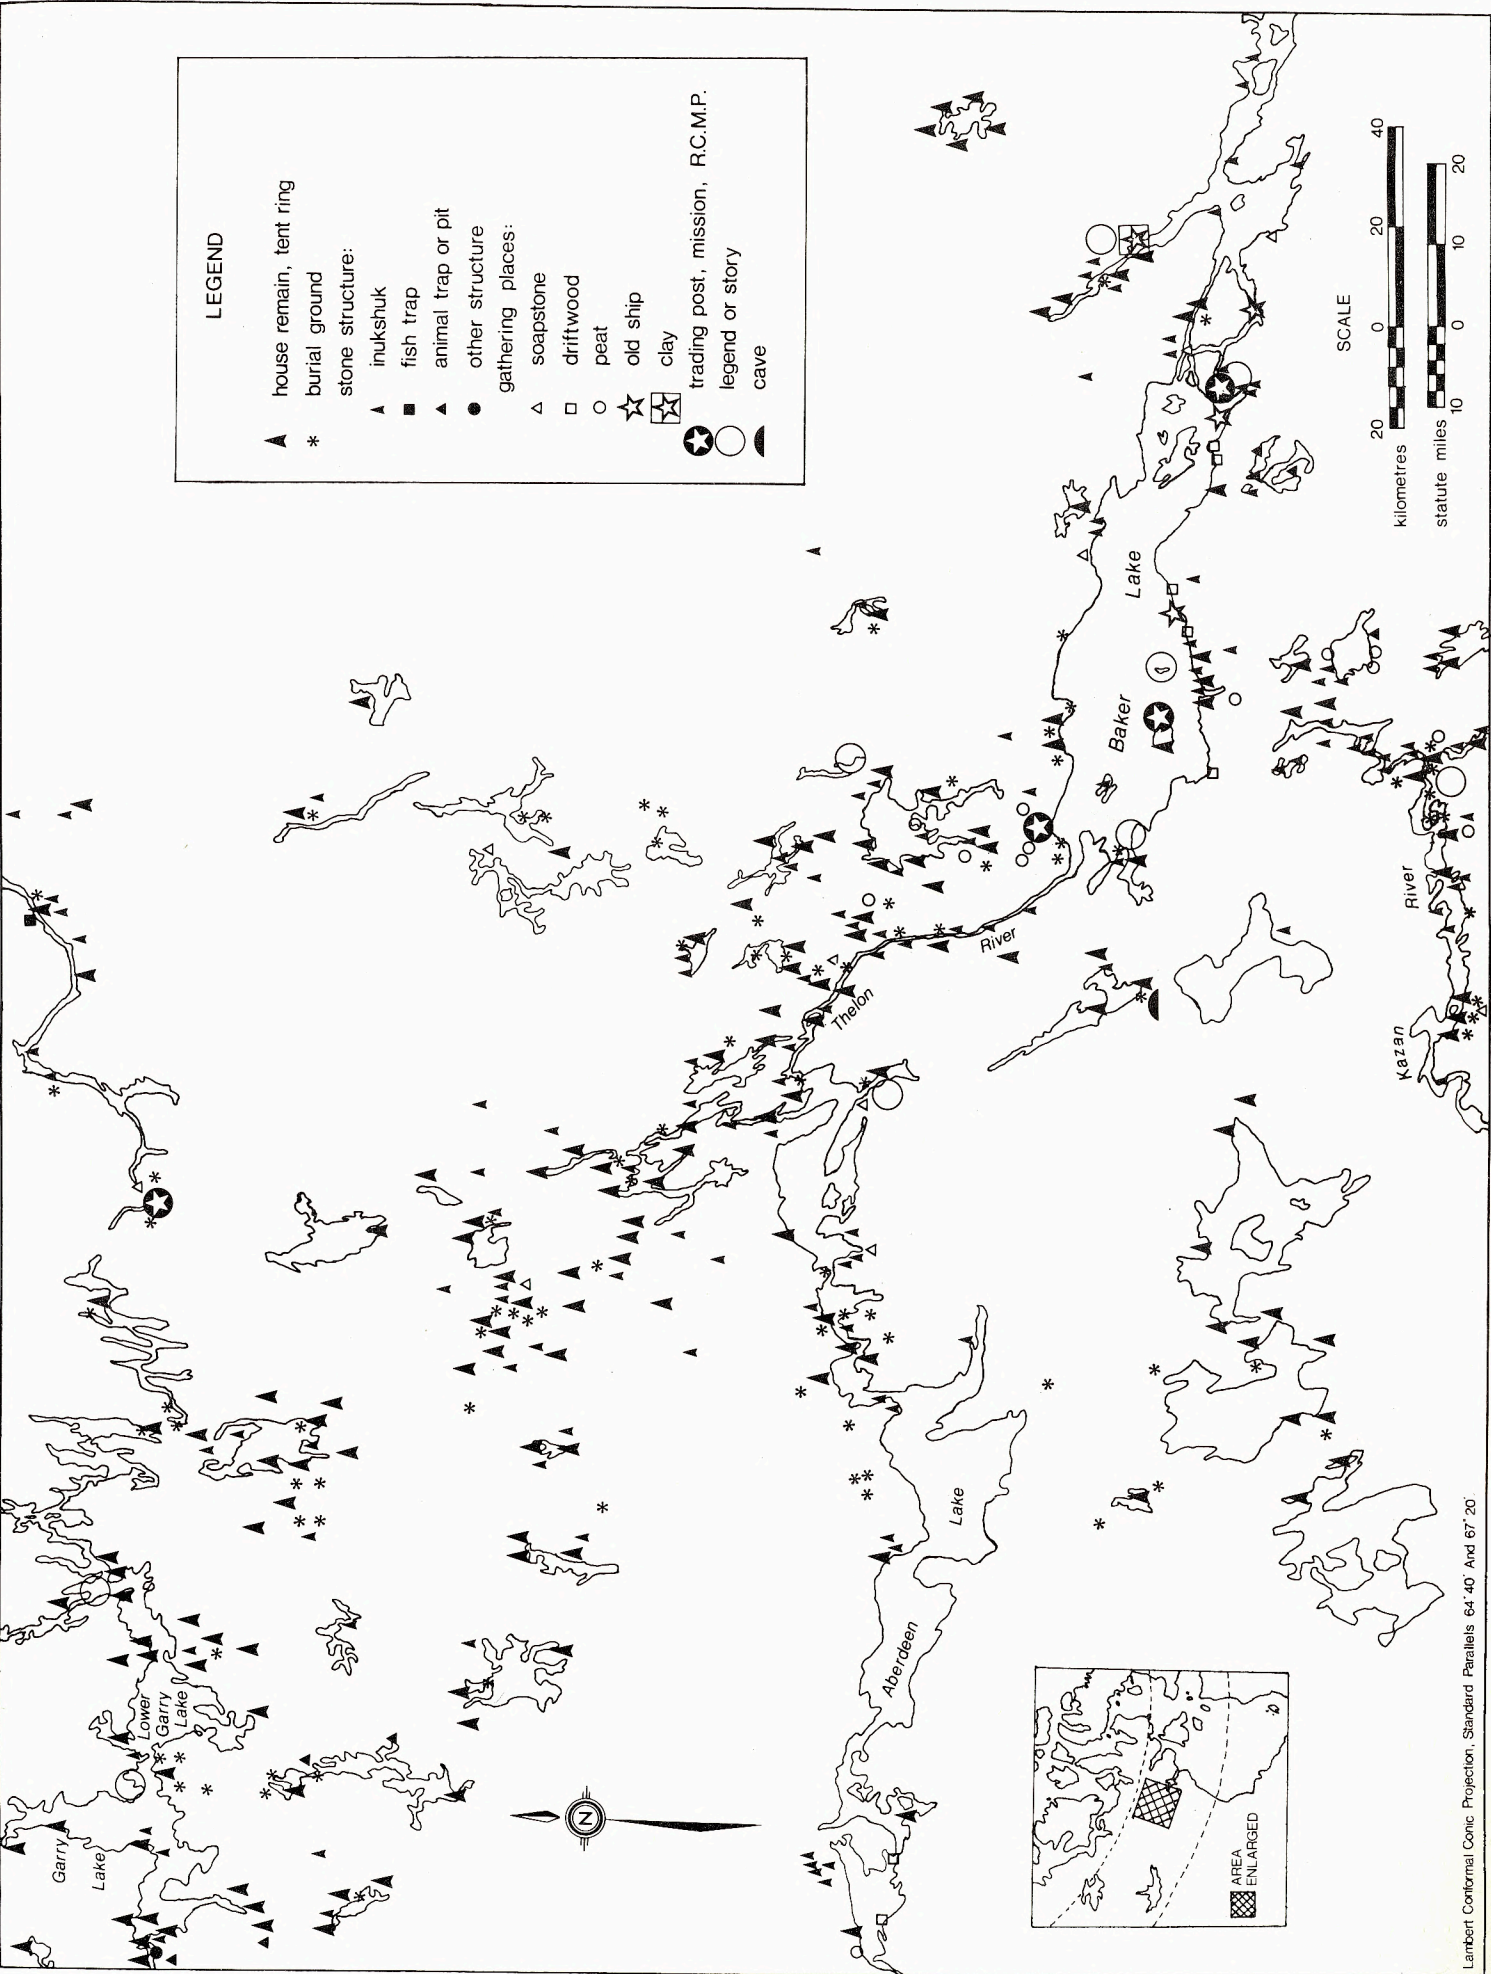 LEGEND
house remain, tent ring
burial ground
stone structure:
inukshuk
fish trap
animal trap or pit
other structure
gathering places:
soapstone
driftwood
peat
old ship
clay
trading post, mission, R.C.M.P.
legend or story
cave
Garry
Lake
Lower
Garry
Lake
Aberdeen
Lake
Thelon
River
Baker
Lake
Kazan
River
N
AREA
ENLARGED
SCALE
20 0 20 40
kilometres
statute miles
10 0 10 20
Lambert Conformal Conic Projection, Standard Parallels 64°40' And 67°20'.